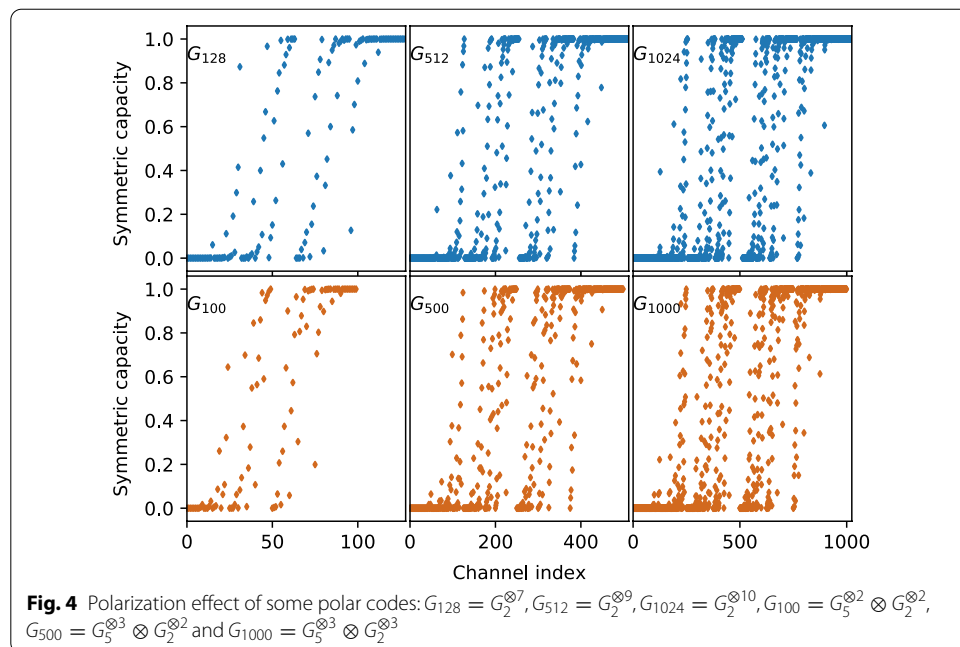 Symmetric capacity
1.0
0.8
0.6
0.4
0.2
0.0
G128
G512
G1024
Symmetric capacity
1.0
0.8
0.6
0.4
0.2
0.0
G100
G500
G1000
0 50 100 0 200 400 0 500 1000
Channel index
Fig. 4 Polarization effect of some polar codes: G₁₂₈ = G₂^⊗7, G₅₁₂ = G₂^⊗9, G₁₀₂₄ = G₂^⊗10, G₁₀₀ = G₅^⊗2 ⊗ G₂^⊗2,
G₅₀₀ = G₅^⊗3 ⊗ G₂^⊗2 and G₁₀₀₀ = G₅^⊗3 ⊗ G₂^⊗3